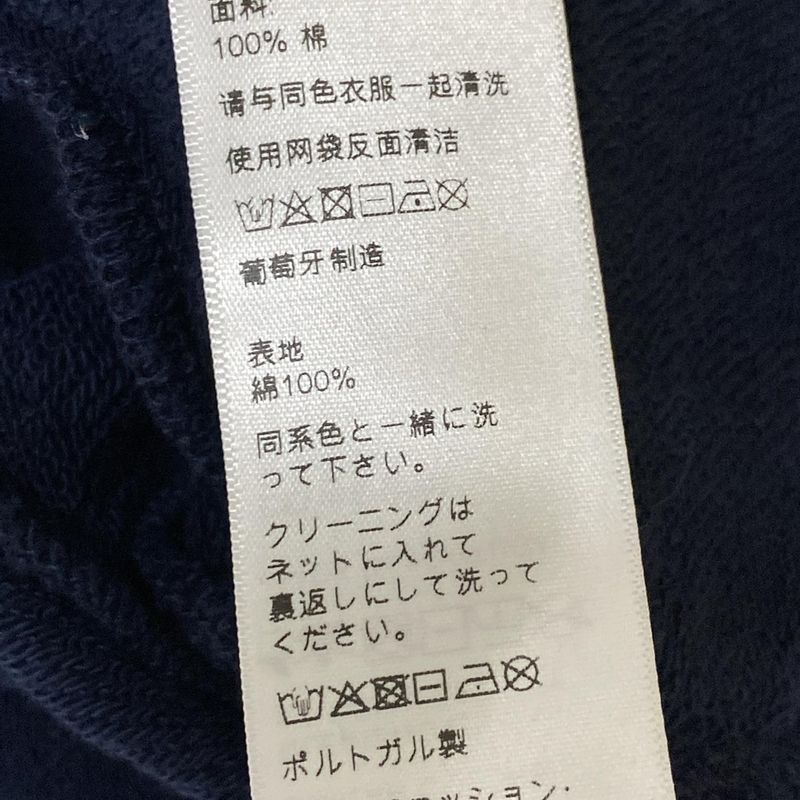 面料:
100% 棉
请与同色衣服一起清洗
使用网袋反面清洁
葡萄牙制造
表地
綿100%
同系色と一緒に洗
って下さい。
クリーニングは
ネットに入れて
裏返しにして洗って
ください。
ポルトガル製
ッション.